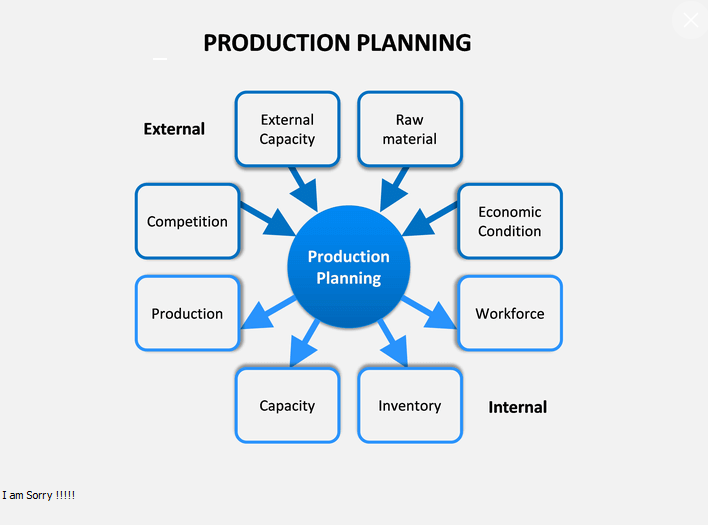 PRODUCTION PLANNING
External
External
Capacity
Raw
material
Competition
Economic
Condition
Production
Planning
Production
Workforce
Capacity
Inventory
Internal
I am Sorry !!!!!